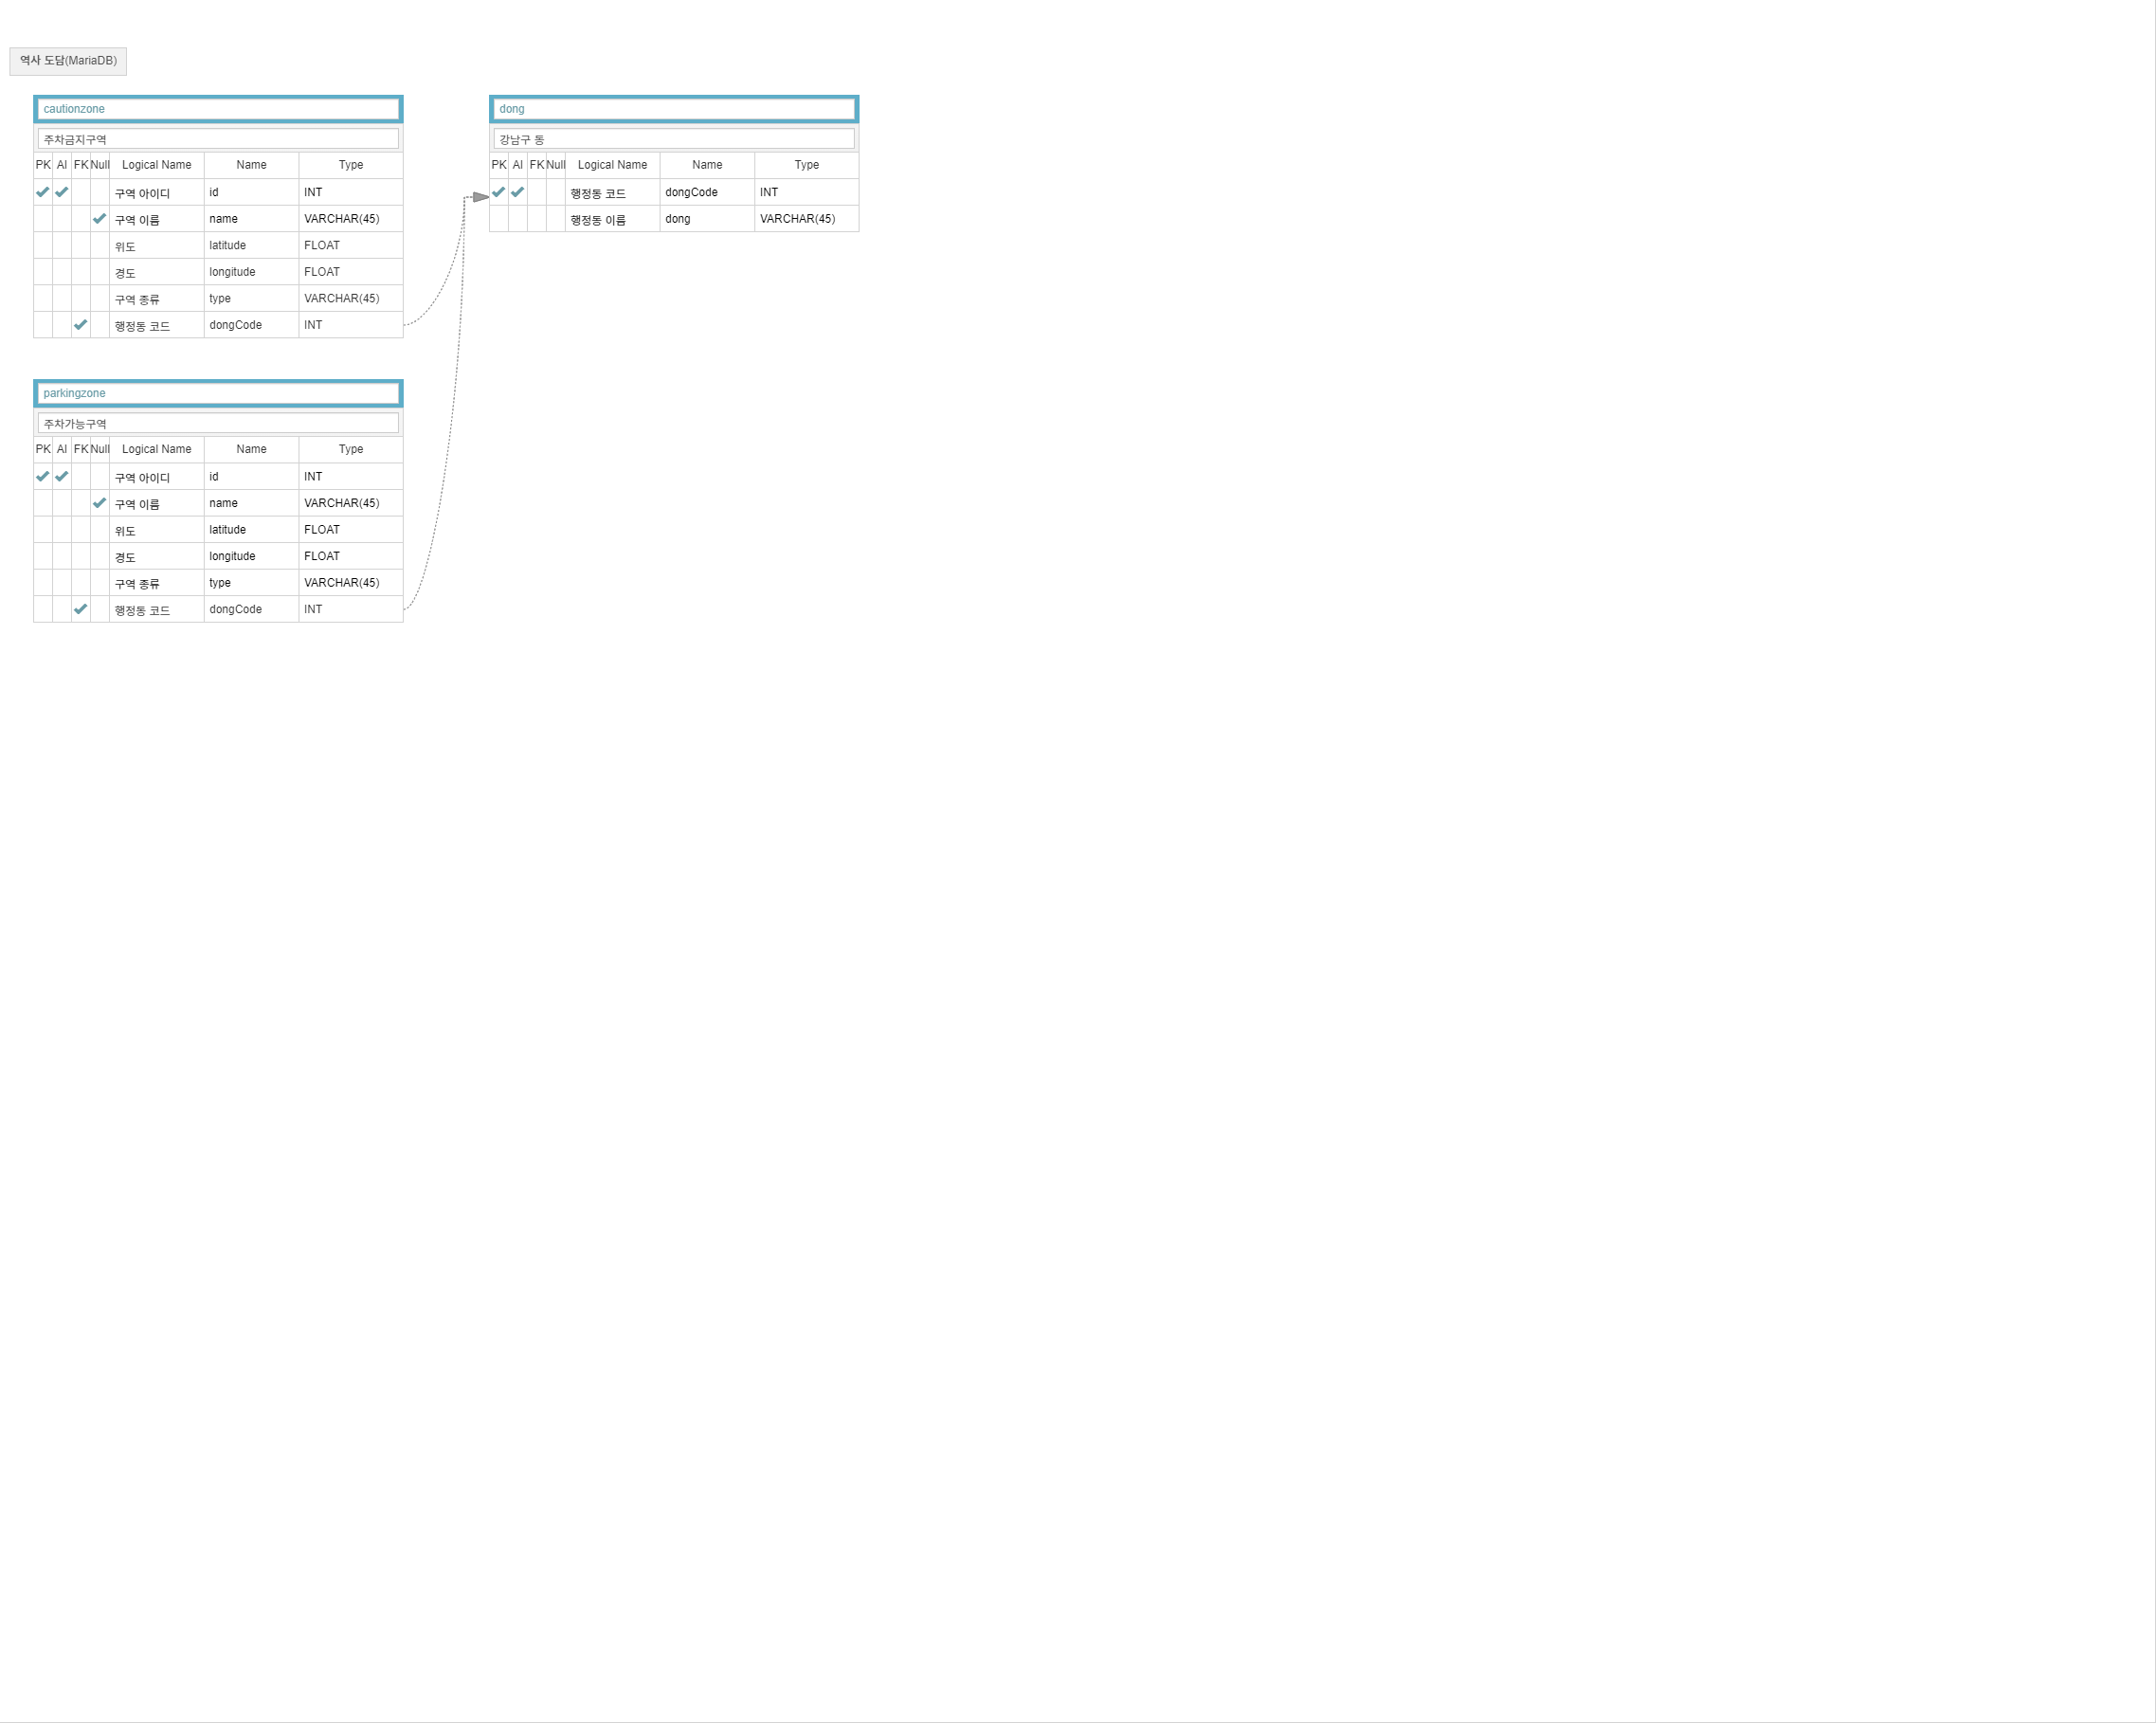 역사 도담(MariaDB)
cautionzone
주차금지구역
PK AI FK Null Logical Name Name Type
구역 아이디 id INT
구역 이름 name VARCHAR(45)
위도 latitude FLOAT
경도 longitude FLOAT
구역 종류 type VARCHAR(45)
행정동 코드 dongCode INT
dong
강남구 동
PK AI FK Null Logical Name Name Type
행정동 코드 dongCode INT
행정동 이름 dong VARCHAR(45)
parkingzone
주차가능구역
PK AI FK Null Logical Name Name Type
구역 아이디 id INT
구역 이름 name VARCHAR(45)
위도 latitude FLOAT
경도 longitude FLOAT
구역 종류 type VARCHAR(45)
행정동 코드 dongCode INT